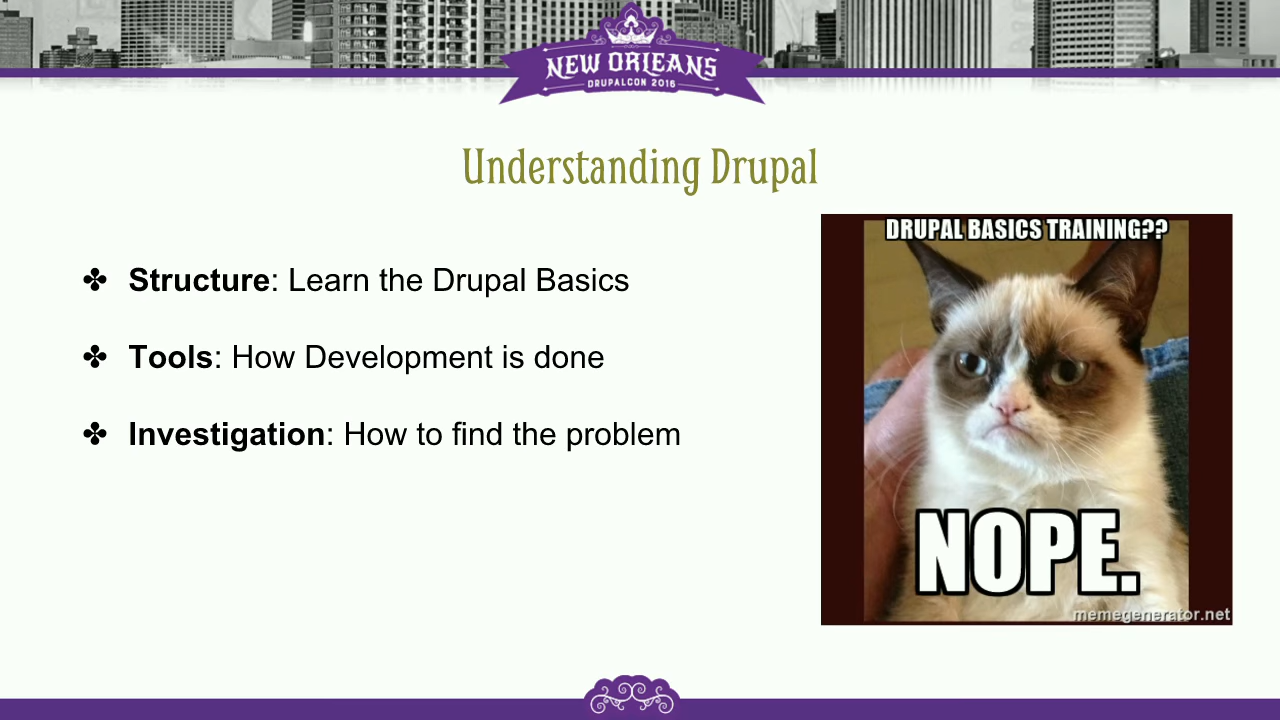 NEW ORLEANS
DRUPALCON 2016
Understanding Drupal
✤ Structure: Learn the Drupal Basics
✤ Tools: How Development is done
✤ Investigation: How to find the problem
DRUPAL BASICS TRAINING??
NOPE.
memegenerator.net